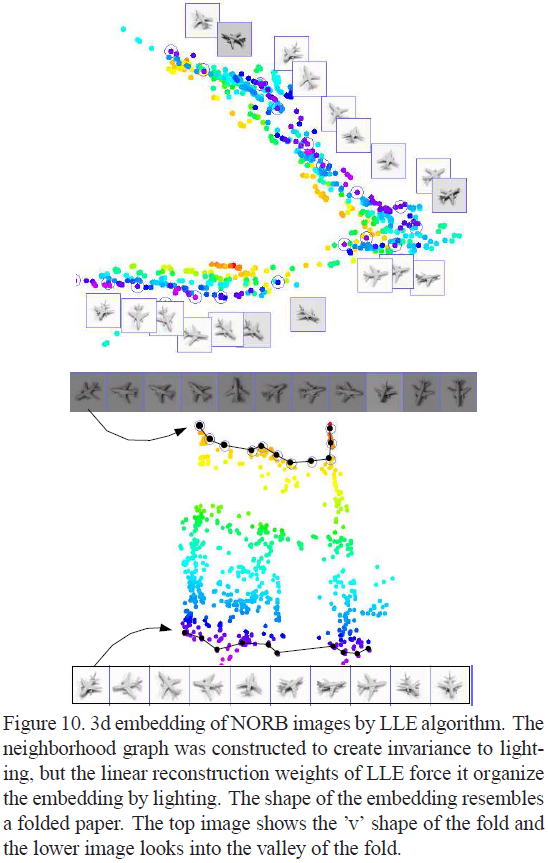 Figure 10. 3d embedding of NORB images by LLE algorithm. The
neighborhood graph was constructed to create invariance to light-
ing, but the linear reconstruction weights of LLE force it organize
the embedding by lighting. The shape of the embedding resembles
a folded paper. The top image shows the 'v' shape of the fold and
the lower image looks into the valley of the fold.